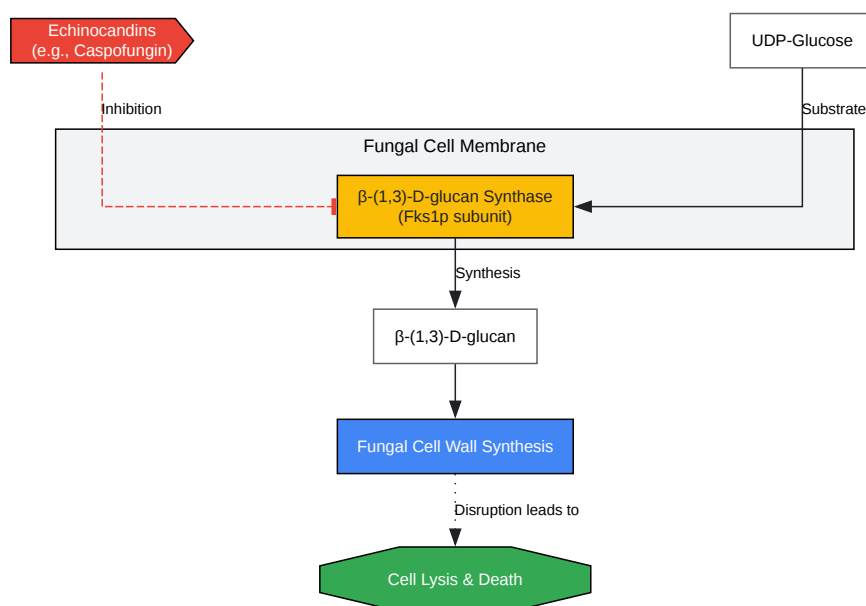 Echinocandins
(e.g., Caspofungin)
UDP-Glucose
Inhibition
Substrate
Fungal Cell Membrane
β-(1,3)-D-glucan Synthase
(Fks1p subunit)
Synthesis
β-(1,3)-D-glucan
Fungal Cell Wall Synthesis
Disruption leads to
Cell Lysis & Death